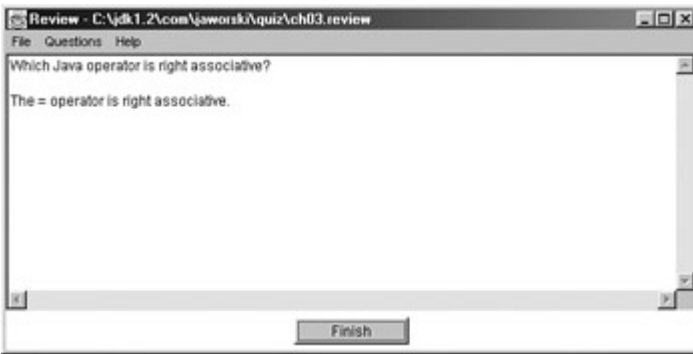 Review - C:\jdk1.2\com\jaworski\quiz\ch03.review
File Questions Help
Which Java operator is right associative?
The = operator is right associative.
Finish